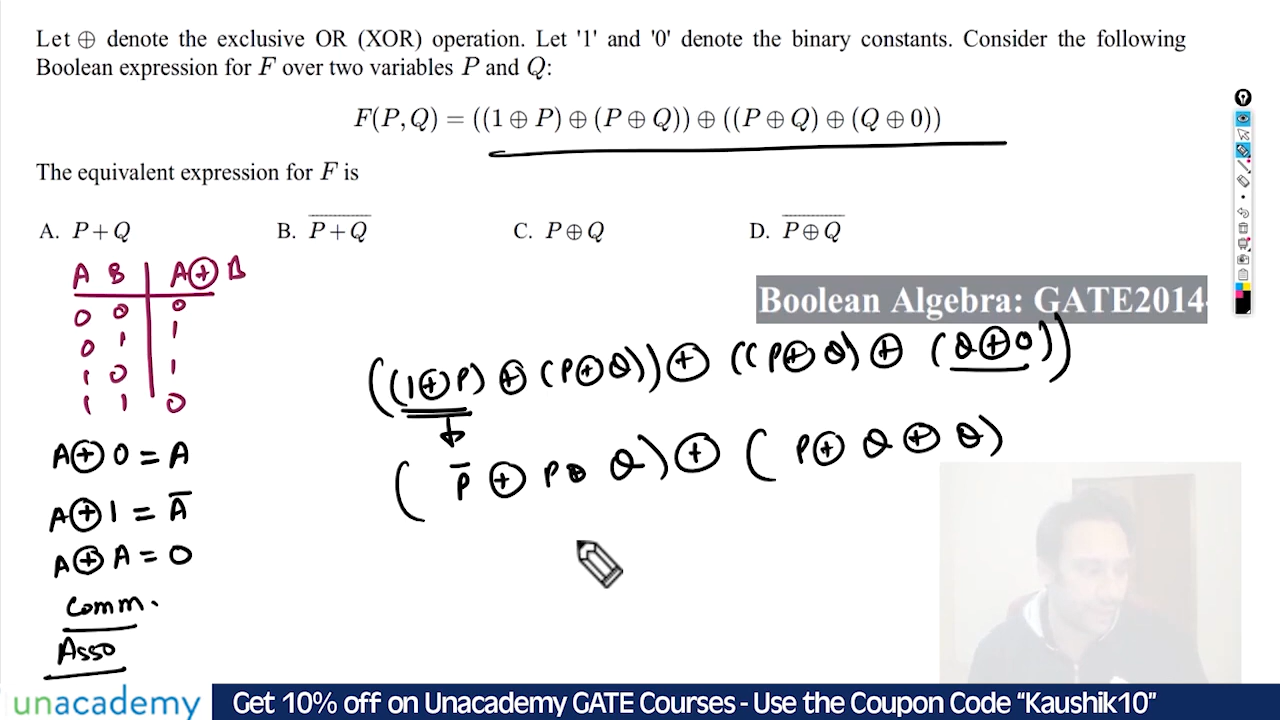 Let ⊕ denote the exclusive OR (XOR) operation. Let '1' and '0' denote the binary constants. Consider the following
Boolean expression for F over two variables P and Q:
F(P,Q) = ((1 ⊕ P) ⊕ (P ⊕ Q)) ⊕ ((P ⊕ Q) ⊕ (Q ⊕ 0))
The equivalent expression for F is
A. P + Q B. \overline{P + Q} C. P ⊕ Q D. \overline{P ⊕ Q}
Boolean Algebra: GATE2014
A B A ⊕ B
0 0 0
0 1 1
1 0 1
1 1 0
((1 ⊕ P) ⊕ (P ⊕ Q)) ⊕ ((P ⊕ Q) ⊕ (Q ⊕ 0))
(P̅ ⊕ P ⊕ Q) ⊕ (P ⊕ Q ⊕ Q)
A ⊕ 0 = A
A ⊕ 1 = A̅
A ⊕ A = 0
Comm.
Asso
unacademy Get 10% off on Unacademy GATE Courses - Use the Coupon Code “Kaushik10”